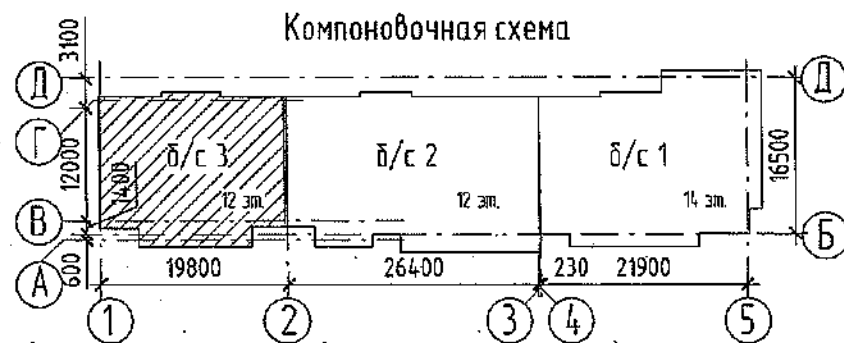 Компоновочная схема
3100
Д
Д
Г
12000
1400
б/с 3
б/с 2
б/с 1
16500
12 эт.
12 эт.
14 эт.
В
Б
А
600
19800
26400
230
21900
1
2
3
4
5